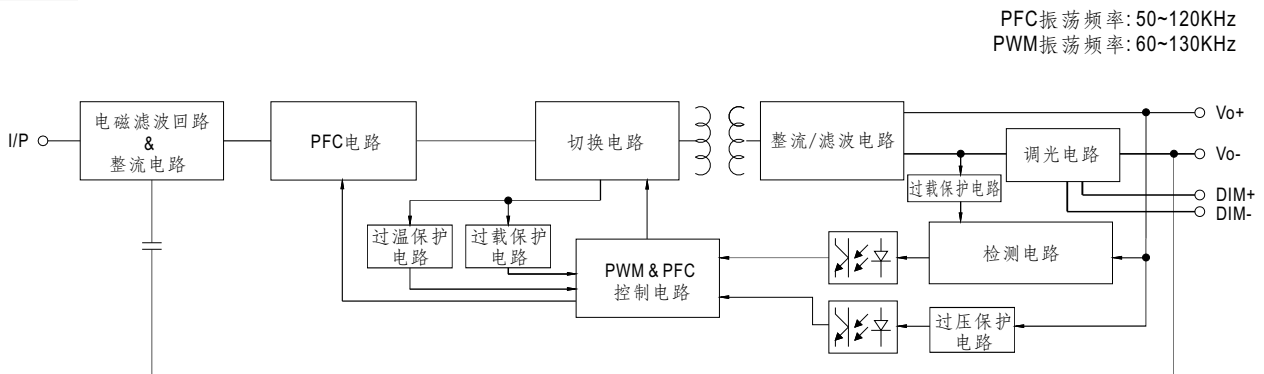 PFC振荡频率: 50~120KHz
PWM振荡频率: 60~130KHz
I/P
电磁滤波回路
&
整流电路
PFC电路
切换电路
整流/滤波电路
调光电路
Vo+
Vo-
DIM+
DIM-
过载保护电路
过温保护
电路
过载保护
电路
PWM & PFC
控制电路
检测电路
过压保护
电路